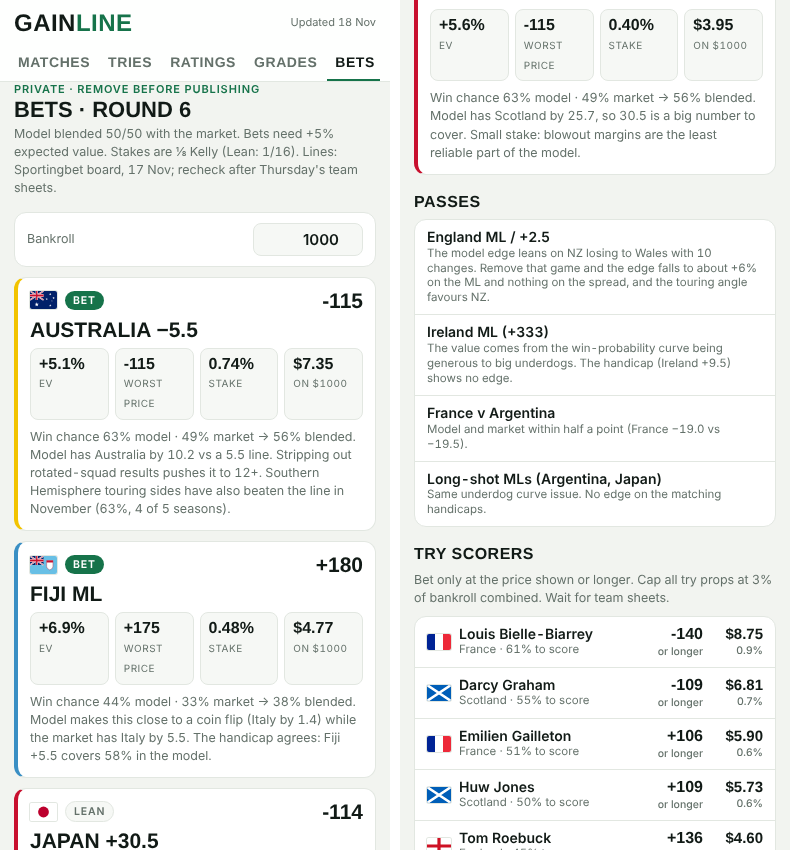 GAINLINE
Updated 18 Nov
MATCHES TRIES RATINGS GRADES BETS
PRIVATE · REMOVE BEFORE PUBLISHING
BETS · ROUND 6
Model blended 50/50 with the market. Bets need +5%
expected value. Stakes are ⅛ Kelly (Lean: 1/16). Lines:
Sportingbet board, 17 Nov; recheck after Thursday's team
sheets.
Bankroll
1000
BET
-115
AUSTRALIA −5.5
+5.1% -115 0.74% $7.35
EV WORST STAKE ON $1000
PRICE
Win chance 63% model · 49% market → 56% blended.
Model has Australia by 10.2 vs a 5.5 line. Stripping out
rotated-squad results pushes it to 12+. Southern
Hemisphere touring sides have also beaten the line in
November (63%, 4 of 5 seasons).
BET
+180
FIJI ML
+6.9% +175 0.48% $4.77
EV WORST STAKE ON $1000
PRICE
Win chance 44% model · 33% market → 38% blended.
Model makes this close to a coin flip (Italy by 1.4) while
the market has Italy by 5.5. The handicap agrees: Fiji
+5.5 covers 58% in the model.
LEAN
-114
JAPAN +30.5
+5.6% -115 0.40% $3.95
EV WORST STAKE ON $1000
PRICE
Win chance 63% model · 49% market → 56% blended.
Model has Scotland by 25.7, so 30.5 is a big number to
cover. Small stake: blowout margins are the least
reliable part of the model.
PASSES
England ML / +2.5
The model edge leans on NZ losing to Wales with 10
changes. Remove that game and the edge falls to about +6%
on the ML and nothing on the spread, and the touring angle
favours NZ.
Ireland ML (+333)
The value comes from the win-probability curve being
generous to big underdogs. The handicap (Ireland +9.5)
shows no edge.
France v Argentina
Model and market within half a point (France −19.0 vs
−19.5).
Long-shot MLs (Argentina, Japan)
Same underdog curve issue. No edge on the matching
handicaps.
TRY SCORERS
Bet only at the price shown or longer. Cap all try props at 3%
of bankroll combined. Wait for team sheets.
Louis Bielle-Biarrey -140 $8.75
France · 61% to score or longer 0.9%
Darcy Graham -109 $6.81
Scotland · 55% to score or longer 0.7%
Emilien Gailleton +106 $5.90
France · 51% to score or longer 0.6%
Huw Jones +109 $5.73
Scotland · 50% to score or longer 0.6%
Tom Roebuck +136 $4.60